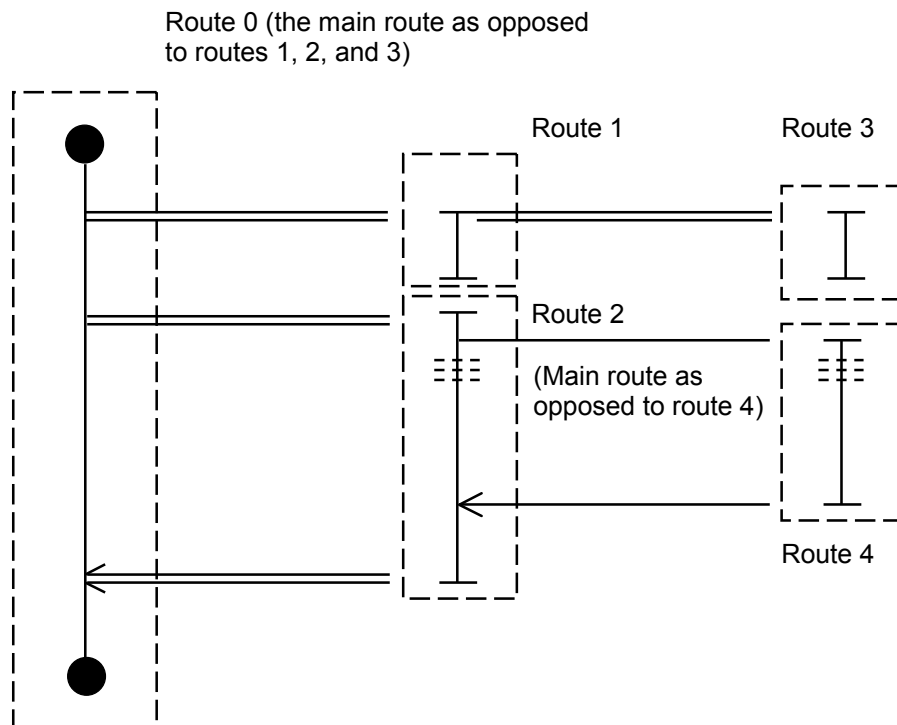 Route 0 (the main route as opposed
to routes 1, 2, and 3)
Route 1
Route 3
Route 2
(Main route as
opposed to route 4)
Route 4